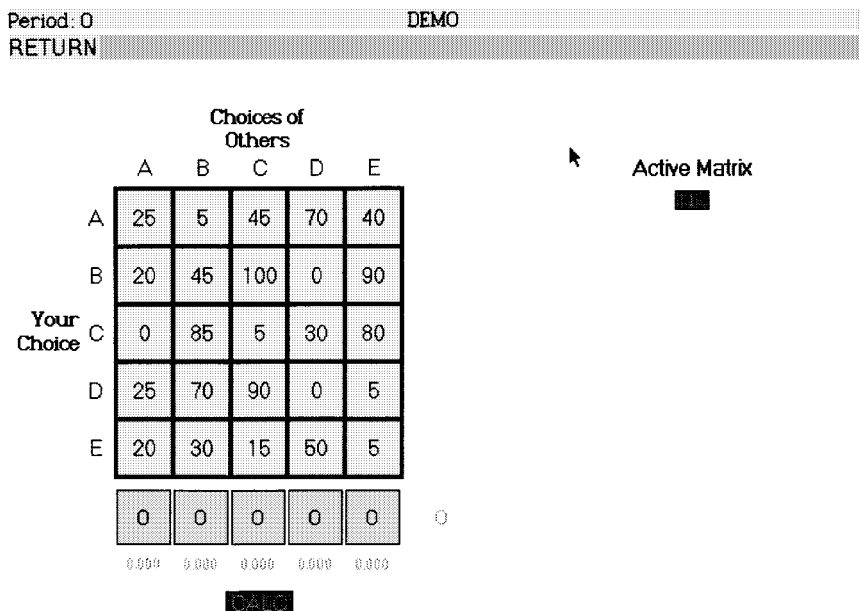 Period: 0 DEMO
RETURN
Choices of
Others
A B C D E
Active Matrix
A 25 5 45 70 40
B 20 45 100 0 90
Your
Choice
C 0 85 5 30 80
D 25 70 90 0 5
E 20 30 15 50 5
0 0 0 0 0 0
0.000 0.000 0.000 0.000 0.000
CALC